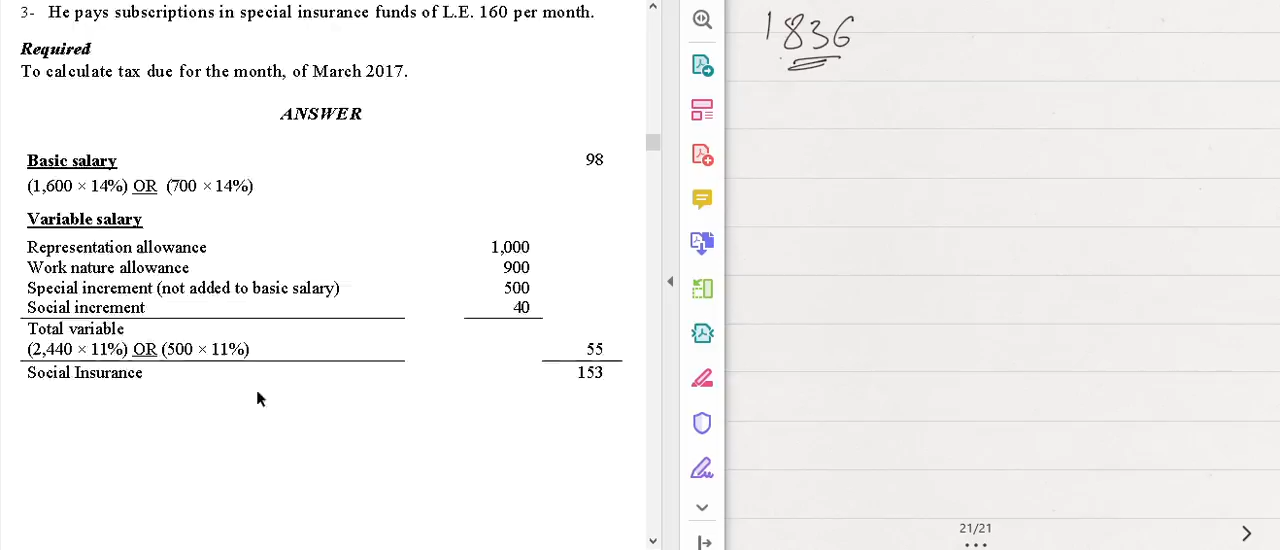 3- He pays subscriptions in special insurance funds of L.E. 160 per month.
Required
To calculate tax due for the month, of March 2017.
ANSWER
Basic salary 98
(1,600 × 14%) OR (700 × 14%)
Variable salary
Representation allowance 1,000
Work nature allowance 900
Special increment (not added to basic salary) 500
Social increment 40
Total variable
(2,440 × 11%) OR (500 × 11%) 55
Social Insurance 153
1836
21/21